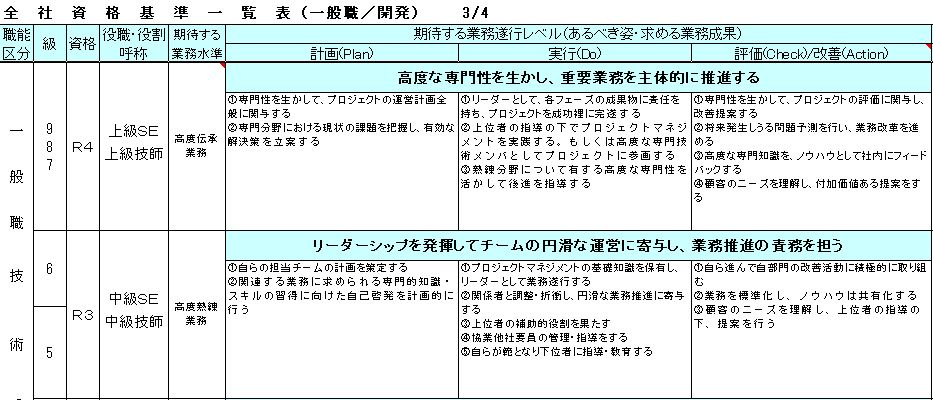 全 社 資 格 基 準 一 覧 表（一般職／開発） 3/4
職能区分
級
資格
役職・役割呼称
期待する業務水準
期待する業務遂行レベル（あるべき姿・求める業務成果）
計画(Plan)
実行(Do)
評価(Check)/改善(Action)
一般職技術
9
8
7
R4
上級SE
上級技師
高度伝承
業務
高度な専門性を生かし、重要業務を主体的に推進する
①専門性を生かして、プロジェクトの運営計画全
般に関与する
②専門分野における現状の課題を把握し、有効な
解決策を立案する
①リーダーとして、各フェーズの成果物に責任を
持ち、プロジェクトを成功裡に完遂する
②上位者の指導の下でプロジェクトマネジ
メントを実践する。もしくは高度な専門技
術メンバとしてプロジェクトに参画する
③熟練分野について有する高度な専門性を
活かして後進を指導する
①専門性を生かして、プロジェクトの評価に関与し、
改善提案する
②将来発生しうる問題予測を行い、業務改革を進
める
③高度な専門知識を、ノウハウとして社内にフィード
バックする
④顧客のニーズを理解し、付加価値ある提案をす
る
6
5
R3
中級SE
中級技師
高度熟練
業務
リーダーシップを発揮してチームの円滑な運営に寄与し、業務推進の責務を担う
①自らの担当チームの計画を策定する
②関連する業務に求められる専門的知識・
スキルの習得に向けた自己啓発を計画的に
行う
①プロジェクトマネジメントの基礎知識を保有し、
リーダーとして業務遂行する
②関係者と調整・折衝し、円滑な業務推進に寄与
する
③上位者の補助的役割を果たす
④協業他社要員の管理・指導をする
⑤自らが範となり下位者に指導・教育する
①自ら進んで自部門の改善活動に積極的に取り組
む
②業務を標準化し、ノウハウは共有化する
③顧客のニーズを理解し、上位者の指導の
下、提案を行う